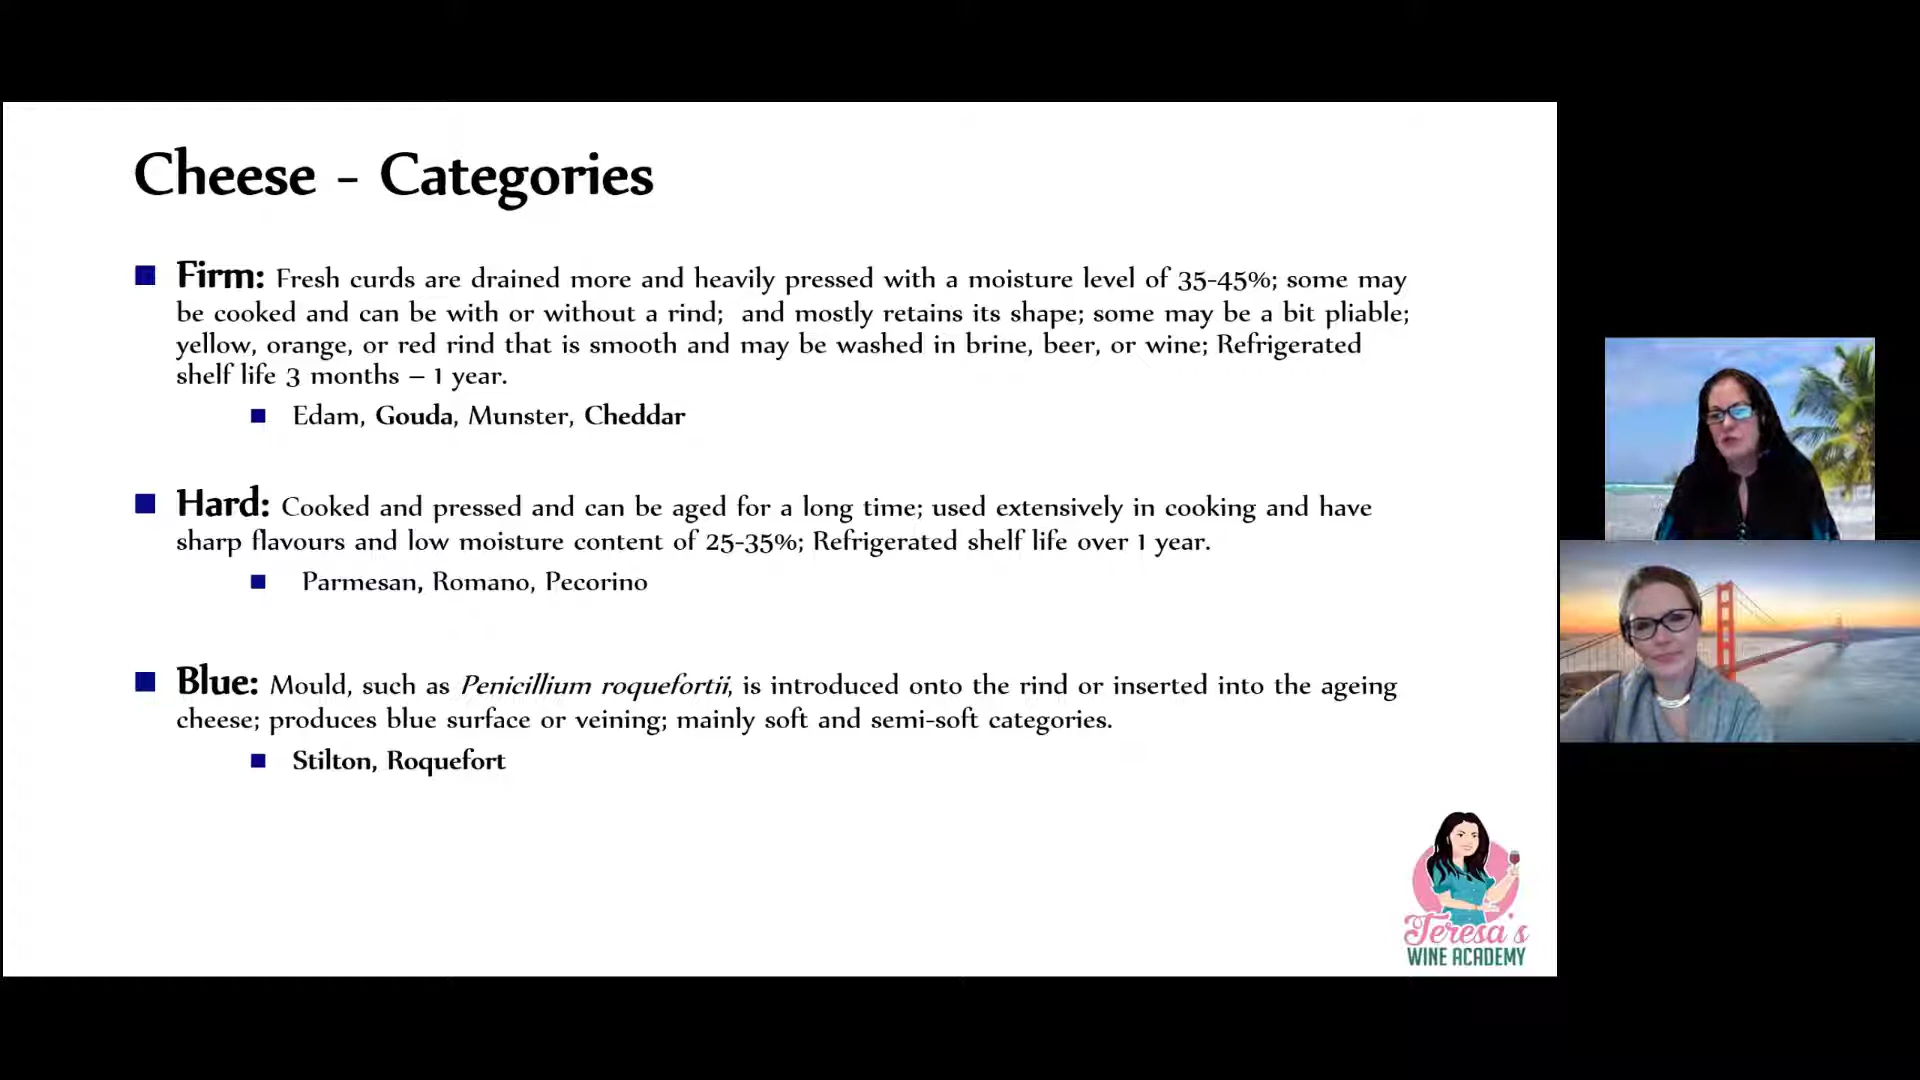 Cheese - Categories
Firm: Fresh curds are drained more and heavily pressed with a moisture level of 35-45%; some may
be cooked and can be with or without a rind; and mostly retains its shape; some may be a bit pliable;
yellow, orange, or red rind that is smooth and may be washed in brine, beer, or wine; Refrigerated
shelf life 3 months – 1 year.
Edam, Gouda, Munster, Cheddar
Hard: Cooked and pressed and can be aged for a long time; used extensively in cooking and have
sharp flavours and low moisture content of 25-35%; Refrigerated shelf life over 1 year.
Parmesan, Romano, Pecorino
Blue: Mould, such as Penicillium roquefortii, is introduced onto the rind or inserted into the ageing
cheese; produces blue surface or veining; mainly soft and semi-soft categories.
Stilton, Roquefort
Teresa's
WINE ACADEMY